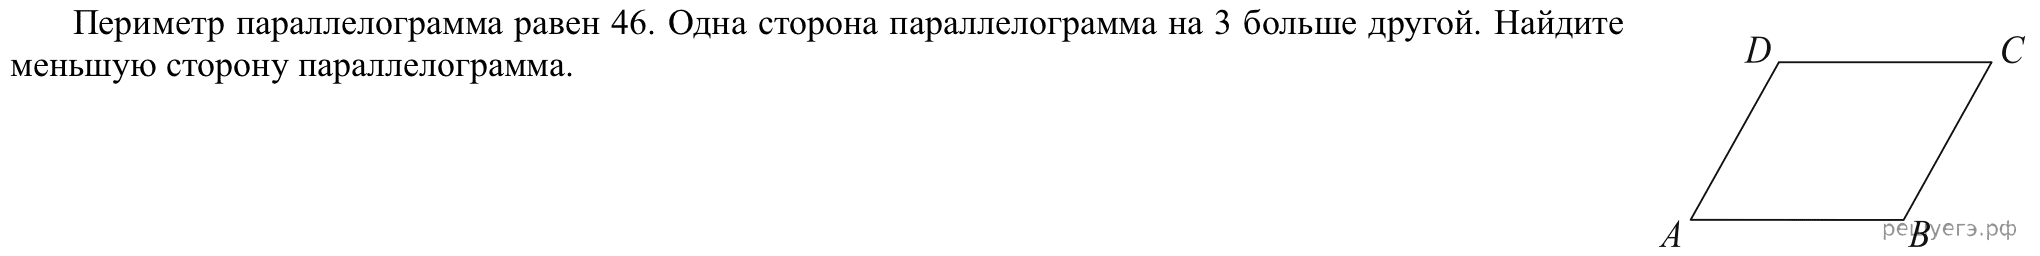 Периметр параллелограмма равен 46. Одна сторона параллелограмма на 3 больше другой. Найдите
меньшую сторону параллелограмма.
D
C
A
B
решуегэ.рф